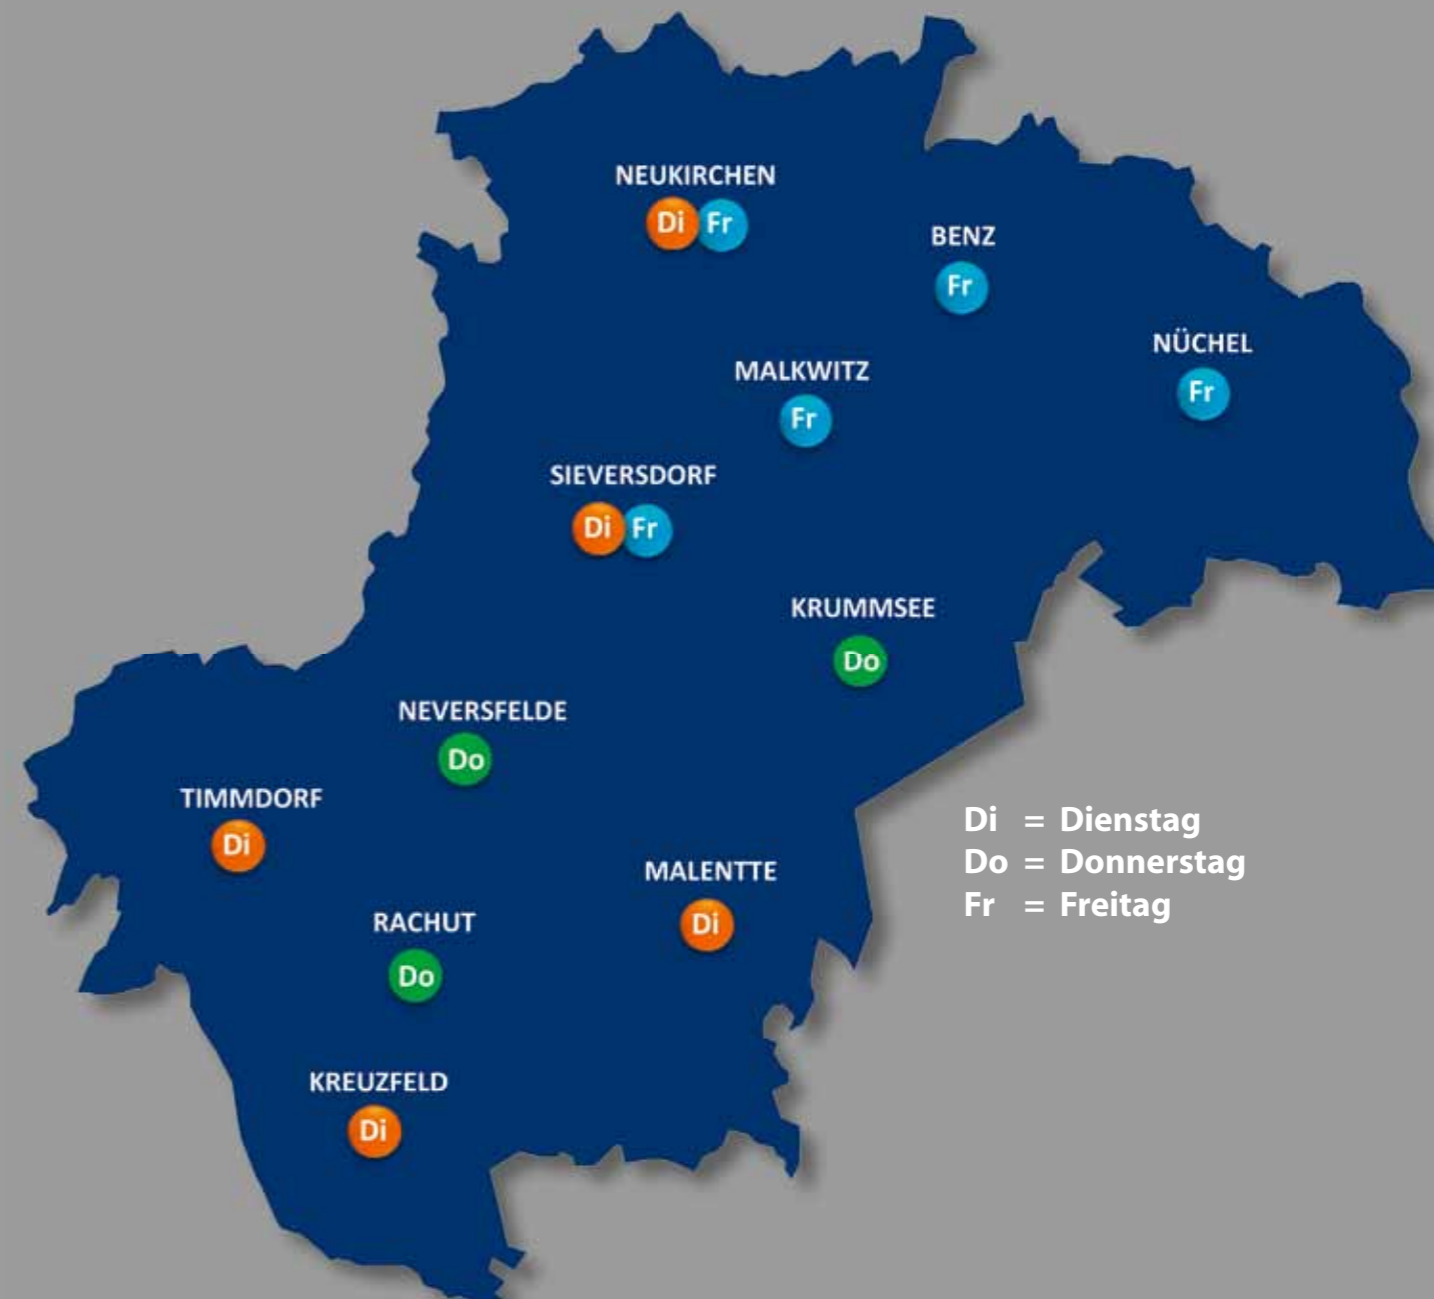 NEUKIRCHEN
Di Fr
BENZ
Fr
NÜCHEL
Fr
MALKWITZ
Fr
SIEVERSDORF
Di Fr
KRUMMSEE
Do
NEVERSFELDE
Do
TIMMDORF
Di
MALENTTE
Di
RACHUT
Do
KREUZFELD
Di
Di = Dienstag
Do = Donnerstag
Fr = Freitag